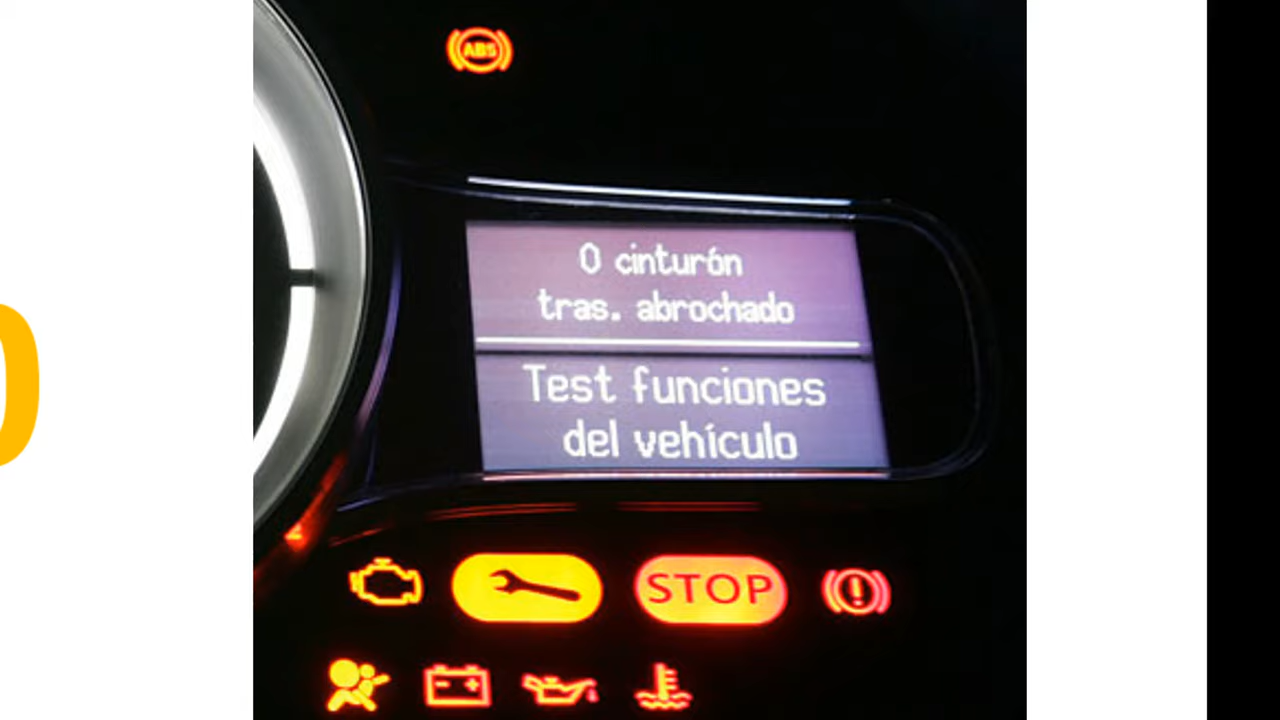 ABS
0 cinturón
tras. abrochado
Test funciones
del vehículo
STOP